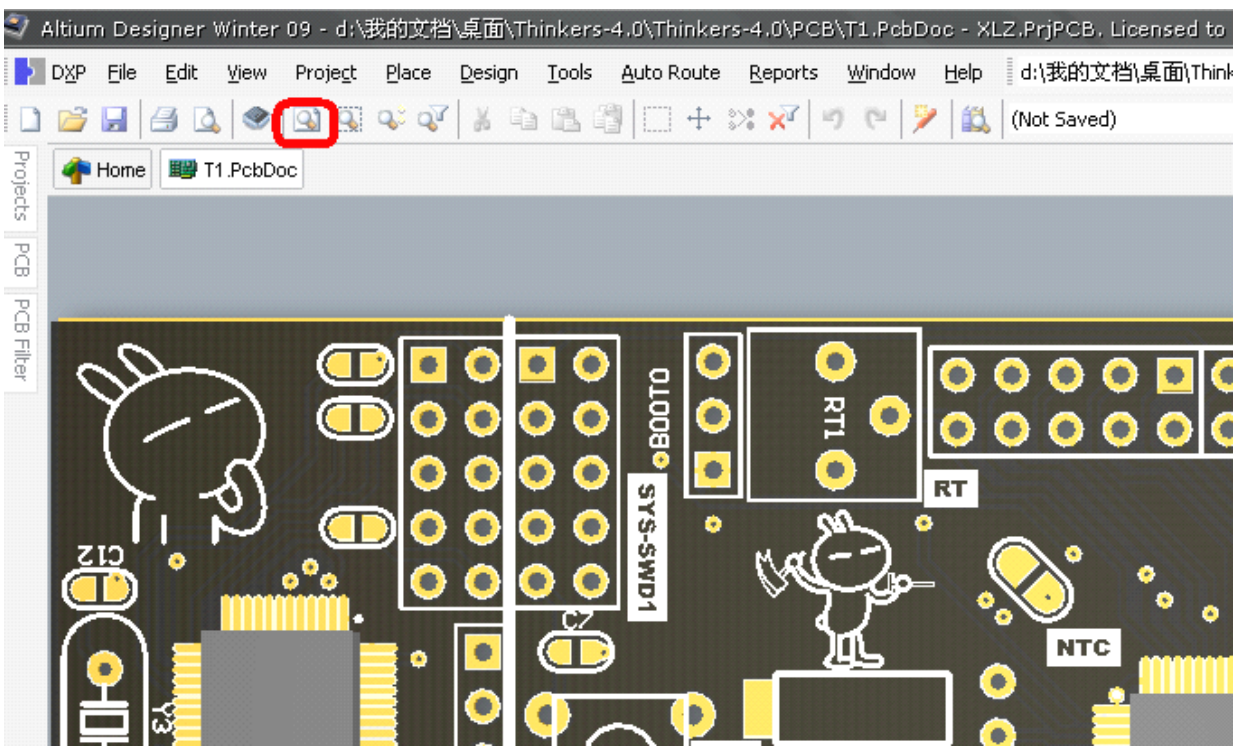 Altium Designer Winter 09 - d:\我的文档\桌面\Thinkers-4.0\Thinkers-4.0\PCB\T1.PcbDoc - XLZ.PrjPCB. Licensed to
DXP File Edit View Project Place Design Tools Auto Route Reports Window Help d:\我的文档\桌面\Think
(Not Saved)
Home T1.PcbDoc
Projects
PCB
PCB Filter
BOOT0
RT1
RT
SYS-SWD1
C12
C7
NTC
Y3